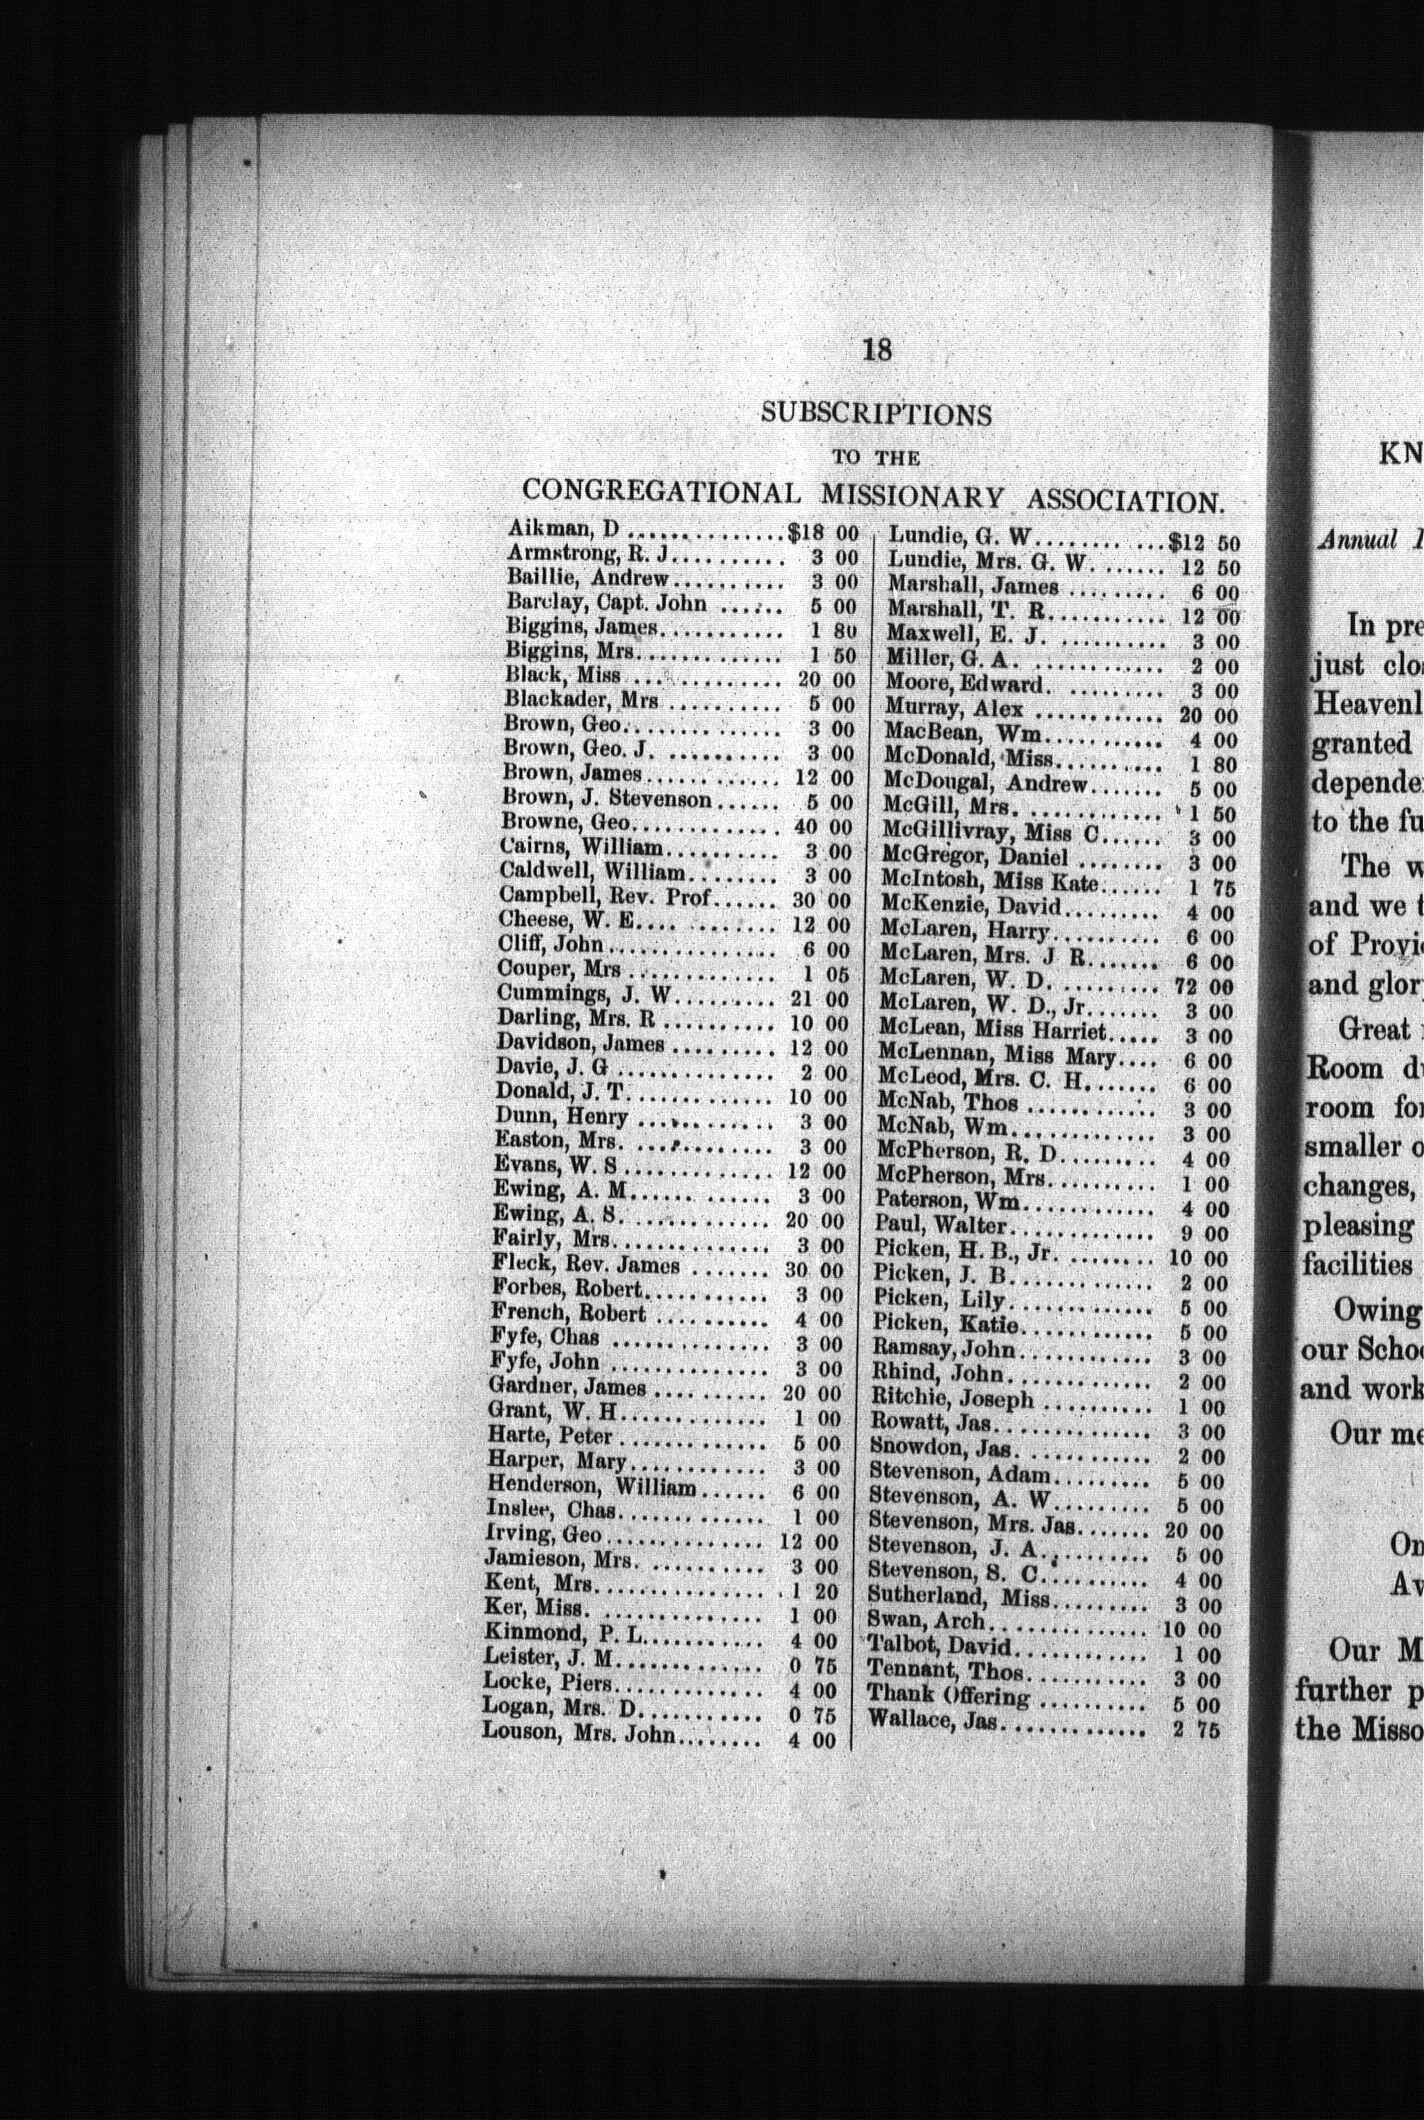 18
SUBSCRIPTIONS
TO THE
CONGREGATIONAL MISSIONARY ASSOCIATION.
Aikman, D ............... $18 00
Armstrong, R. J.......... 3 00
Baillie, Andrew.......... 3 00
Barclay, Capt. John ...... 5 00
Biggins, James........... 1 80
Biggins, Mrs............. 1 50
Black, Miss ............. 20 00
Blackader, Mrs .......... 5 00
Brown, Geo.............. 3 00
Brown, Geo. J. .......... 3 00
Brown, James............ 12 00
Brown, J. Stevenson...... 5 00
Browne, Geo............. 40 00
Cairns, William.......... 3 00
Caldwell, William........ 3 00
Campbell, Rev. Prof...... 30 00
Cheese, W. E............ 12 00
Cliff, John .............. 6 00
Couper, Mrs ............. 1 05
Cummings, J. W......... 21 00
Darling, Mrs. R .......... 10 00
Davidson, James ......... 12 00
Davie, J. G .............. 2 00
Donald, J. T............. 10 00
Dunn, Henry ............ 3 00
Easton, Mrs. ............ 3 00
Evans, W. S ............. 12 00
Ewing, A. M............ 3 00
Ewing, A. S............. 20 00
Fairly, Mrs.............. 3 00
Fleck, Rev. James ....... 30 00
Forbes, Robert........... 3 00
French, Robert .......... 4 00
Fyfe, Chas .............. 3 00
Fyfe, John .............. 3 00
Gardner, James .......... 20 00
Grant, W. H............. 1 00
Harte, Peter ............. 5 00
Harper, Mary............ 3 00
Henderson, William...... 6 00
Inslee, Chas............. 1 00
Irving, Geo.............. 12 00
Jamieson, Mrs. .......... 3 00
Kent, Mrs............... 1 20
Ker, Miss. .............. 1 00
Kinmond, P. L........... 4 00
Leister, J. M............. 0 75
Locke, Piers............. 4 00
Logan, Mrs. D........... 0 75
Louson, Mrs. John........ 4 00
Lundie, G. W............ $12 50
Lundie, Mrs. G. W....... 12 50
Marshall, James ......... 6 00
Marshall, T. R........... 12 00
Maxwell, E. J. .......... 3 00
Miller, G. A. ............ 2 00
Moore, Edward. ......... 3 00
Murray, Alex ............ 20 00
MacBean, Wm........... 4 00
McDonald, Miss.......... 1 80
McDougal, Andrew....... 5 00
McGill, Mrs. ............ 1 50
McGillivray, Miss C...... 3 00
McGregor, Daniel ........ 3 00
McIntosh, Miss Kate...... 1 75
McKenzie, David......... 4 00
McLaren, Harry.......... 6 00
McLaren, Mrs. J R....... 6 00
McLaren, W. D. ......... 72 00
McLaren, W. D., Jr....... 3 00
McLean, Miss Harriet..... 3 00
McLennan, Miss Mary.... 6 00
McLeod, Mrs. C. H....... 6 00
McNab, Thos ............ 3 00
McNab, Wm............. 3 00
McPherson, R. D......... 4 00
McPherson, Mrs.......... 1 00
Paterson, Wm............ 4 00
Paul, Walter............. 9 00
Picken, H. B., Jr. ........ 10 00
Picken, J. B............. 2 00
Picken, Lily............. 5 00
Picken, Katie............ 5 00
Ramsay, John............ 3 00
Rhind, John............. 2 00
Ritchie, Joseph .......... 1 00
Rowatt, Jas.............. 3 00
Snowdon, Jas. ........... 2 00
Stevenson, Adam......... 5 00
Stevenson, A. W......... 5 00
Stevenson, Mrs. Jas....... 20 00
Stevenson, J. A.......... 5 00
Stevenson, S. C.......... 4 00
Sutherland, Miss......... 3 00
Swan, Arch.............. 10 00
Talbot, David............ 1 00
Tennant, Thos........... 3 00
Thank Offering .......... 5 00
Wallace, Jas............. 2 75
KN
Annual
In pre
just clo
Heavenl
granted
depende
to the fu
The w
and we t
of Provi
and glor
Great
Room d
room for
smaller o
changes,
pleasing
facilities
Owing
our Schoo
and work
Our me
On
Av
Our M
further p
the Misso